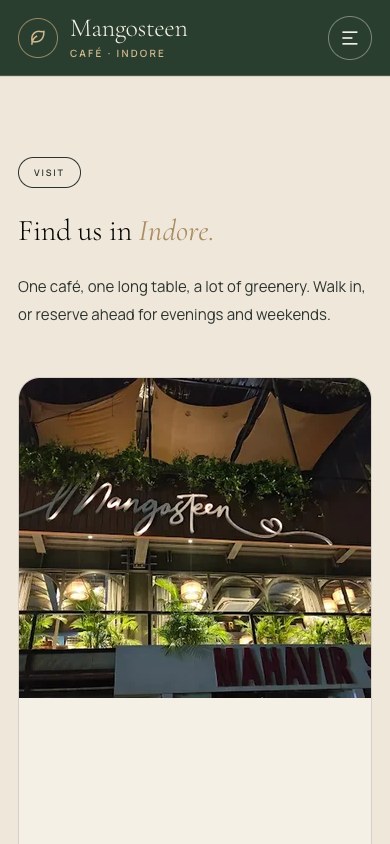 Mangosteen
CAFÉ · INDORE
VISIT
Find us in Indore.
One café, one long table, a lot of greenery. Walk in,
or reserve ahead for evenings and weekends.
Mangosteen
MAHAVIR